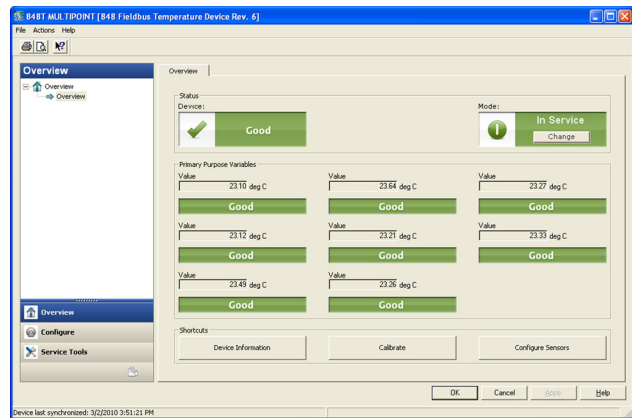 848T MULTIPOINT [848 Fieldbus Temperature Device Rev. 6]
File Actions Help
Overview
Overview
Overview
Overview
Status
Device:
Good
Mode:
In Service
Change
Primary Purpose Variables
Value Value Value
23.10 deg C 23.64 deg C 23.27 deg C
Good Good Good
Value Value Value
23.12 deg C 23.21 deg C 23.33 deg C
Good Good Good
Value Value
23.49 deg C 23.26 deg C
Good Good
Shortcuts
Device Information Calibrate Configure Sensors
Overview
Configure
Service Tools
OK Cancel Apply Help
Device last synchronized: 3/2/2010 3:51:21 PM